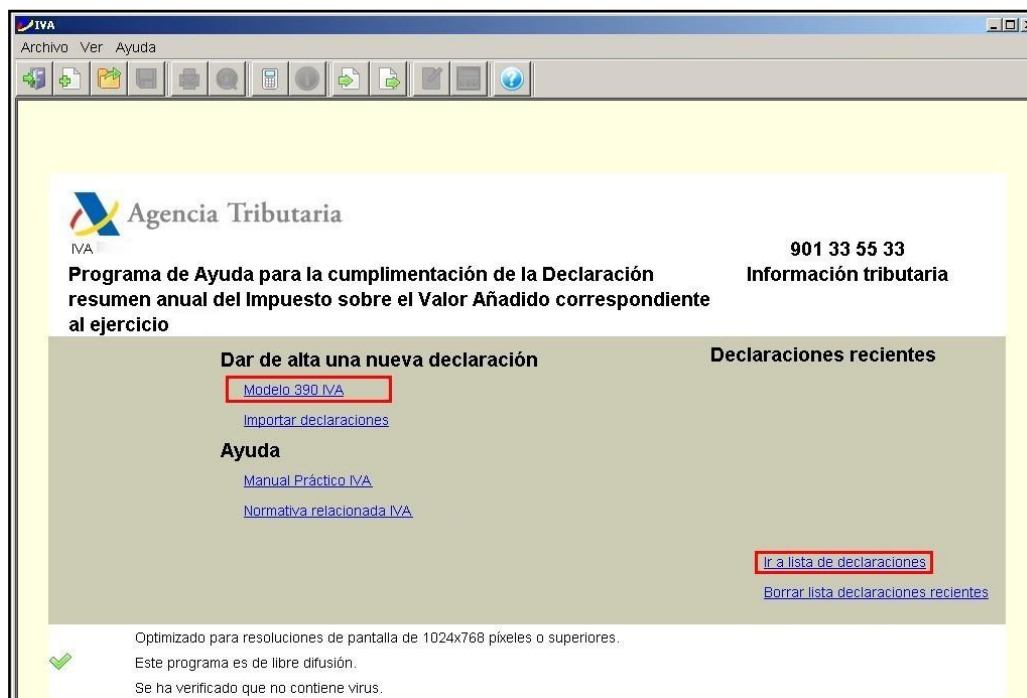 IVA
Archivo Ver Ayuda
Agencia Tributaria
IVA
901 33 55 33
Información tributaria
Programa de Ayuda para la cumplimentación de la Declaración
resumen anual del Impuesto sobre el Valor Añadido correspondiente
al ejercicio
Dar de alta una nueva declaración
Modelo 390 IVA
Importar declaraciones
Ayuda
Manual Práctico IVA
Normativa relacionada IVA
Declaraciones recientes
Ir a lista de declaraciones
Borrar lista declaraciones recientes
Optimizado para resoluciones de pantalla de 1024x768 píxeles o superiores.
Este programa es de libre difusión.
Se ha verificado que no contiene virus.